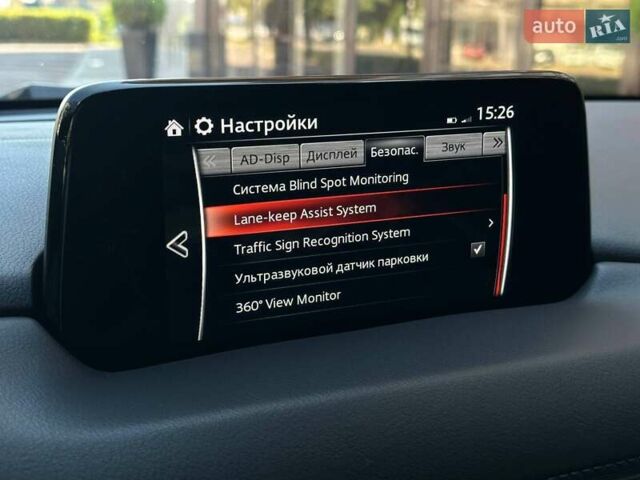 auto RIA.com
15:26
Настройки
AD-Disp Дисплей Безопас. Звук
Система Blind Spot Monitoring
Lane-keep Assist System
Traffic Sign Recognition System
Ультразвуковой датчик парковки
360° View Monitor